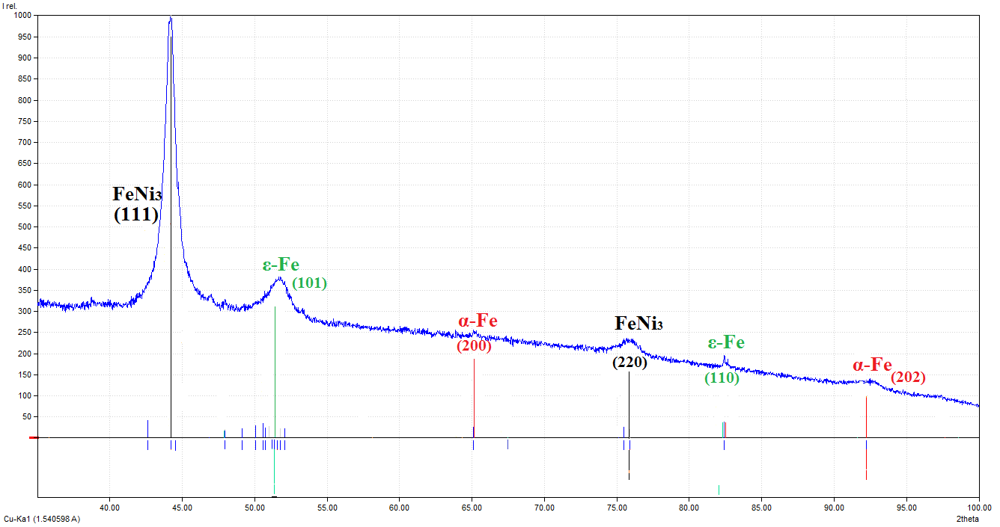 I rel.
1000
950
900
850
800
750
700
650
600
550
500
450
400
350
300
250
200
150
100
50
FeNi3
(111)
ε-Fe
(101)
α-Fe
(200)
FeNi3
(220)
ε-Fe
(110)
α-Fe
(202)
40.00 45.00 50.00 55.00 60.00 65.00 70.00 75.00 80.00 85.00 90.00 95.00 100.00
Cu-Ka1 (1.540598 A) 2theta